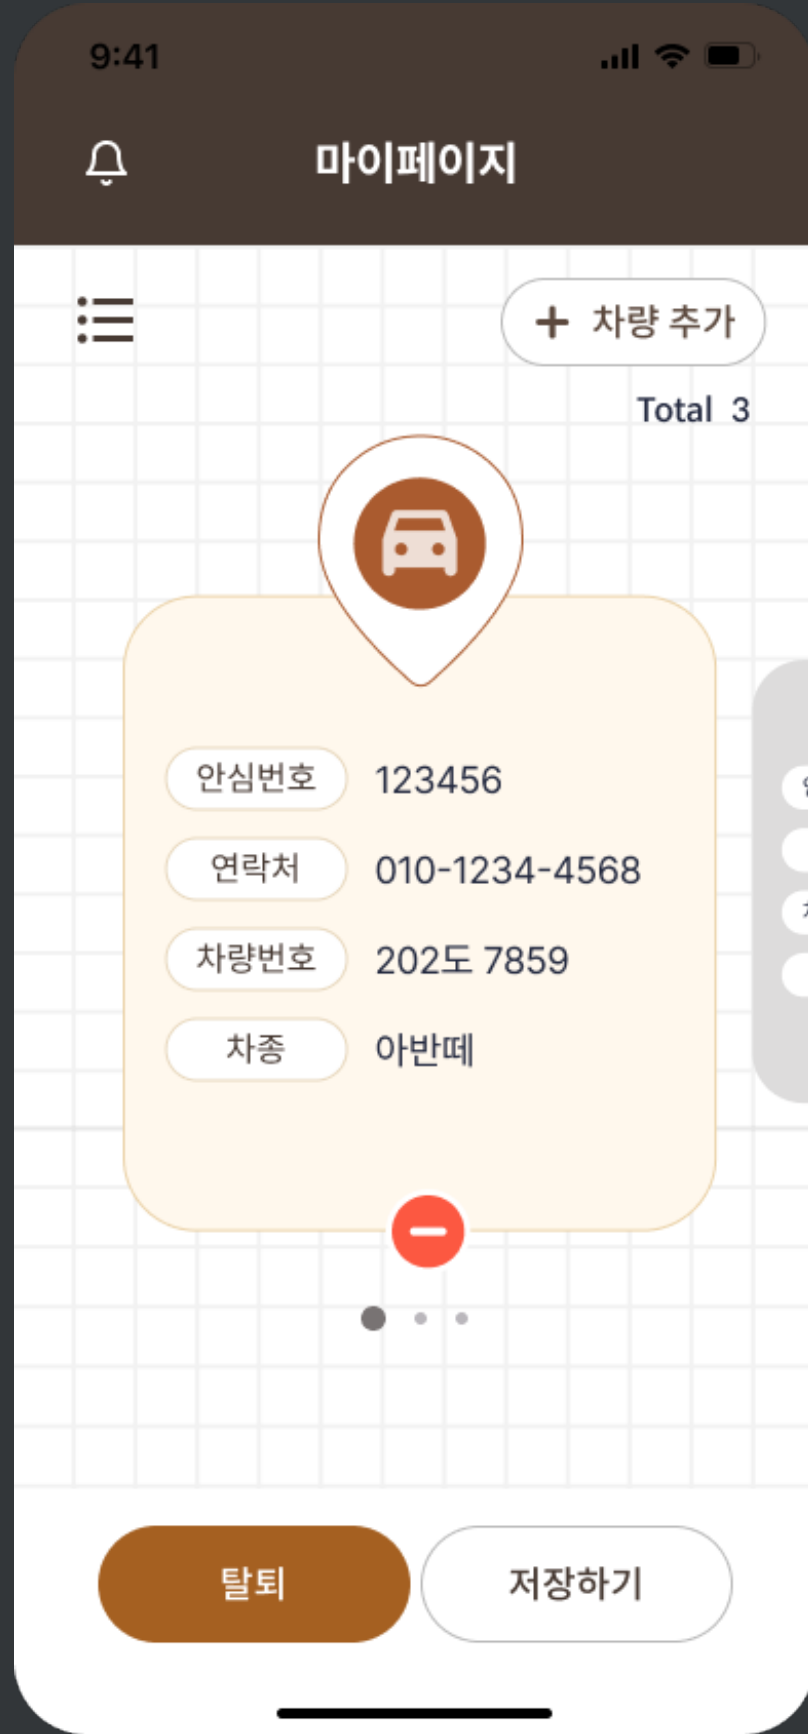 9:41
마이페이지
차량 추가
Total 3
안심번호 123456
연락처 010-1234-4568
차량번호 202도 7859
차종 아반떼
탈퇴 저장하기